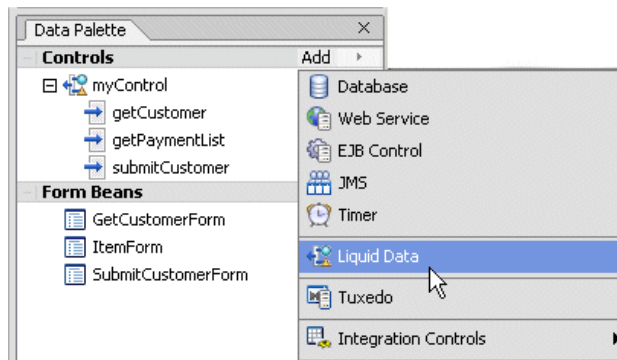 Data Palette
Controls Add
myControl
getCustomer
getPaymentList
submitCustomer
Form Beans
GetCustomerForm
ItemForm
SubmitCustomerForm
Database
Web Service
EJB Control
JMS
Timer
Liquid Data
Tuxedo
Integration Controls